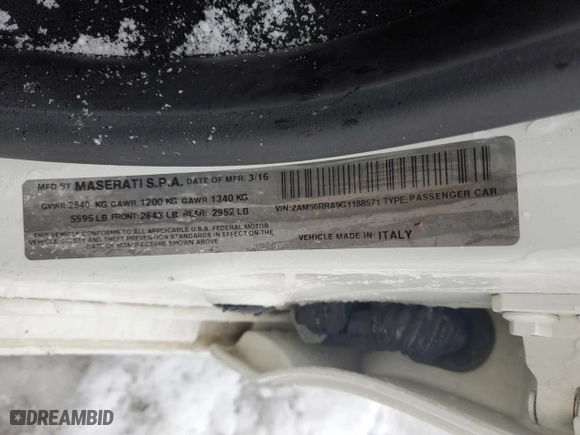 MFD BY MASERATI S.P.A. DATE OF MFR: 3/16
GVWR:2540 KG GAWR 1200 KG GAWR 1340 KG
5595 LB FRONT: 2643 LB REAR: 2952 LB
THIS VEHICLE CONFORMS TO ALL APPLICABLE U.S.A. FEDERAL MOTOR
VEHICLE SAFETY, BUMPER AND THEFT PREVENTION STANDARDS IN EFFECT ON THE
DATE OF MANUFACTURE SHOWN ABOVE.
VIN:ZAM56RRA9G1188571 TYPE: PASSENGER CAR
VEHICLE MADE IN: ITALY
DREAMBID